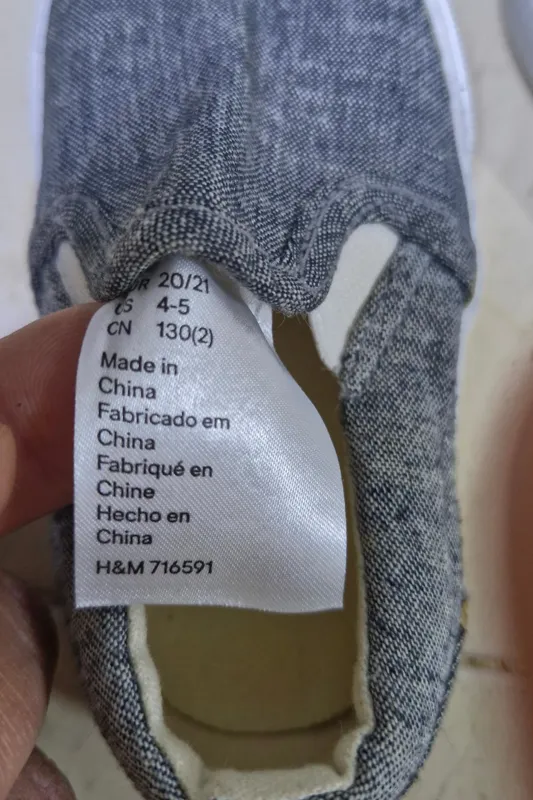 20/21
4-5
CN 130(2)
Made in
China
Fabricado em
China
Fabriqué en
Chine
Hecho en
China
H&M 716591